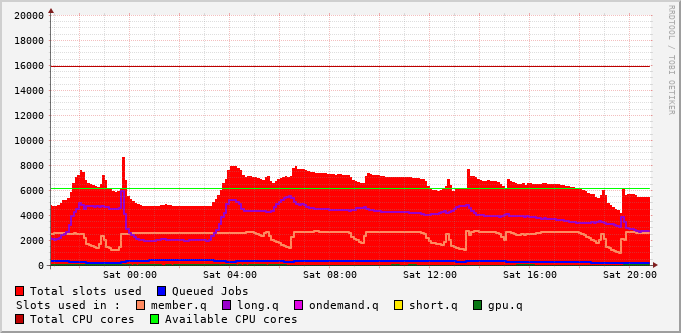 20000
18000
16000
14000
12000
10000
8000
6000
4000
2000
0
Sat 00:00 Sat 04:00 Sat 08:00 Sat 12:00 Sat 16:00 Sat 20:00
Total slots used Queued Jobs
Slots used in : member.q long.q ondemand.q short.q gpu.q
Total CPU cores Available CPU cores
RRDTOOL / TOBI OETIKER